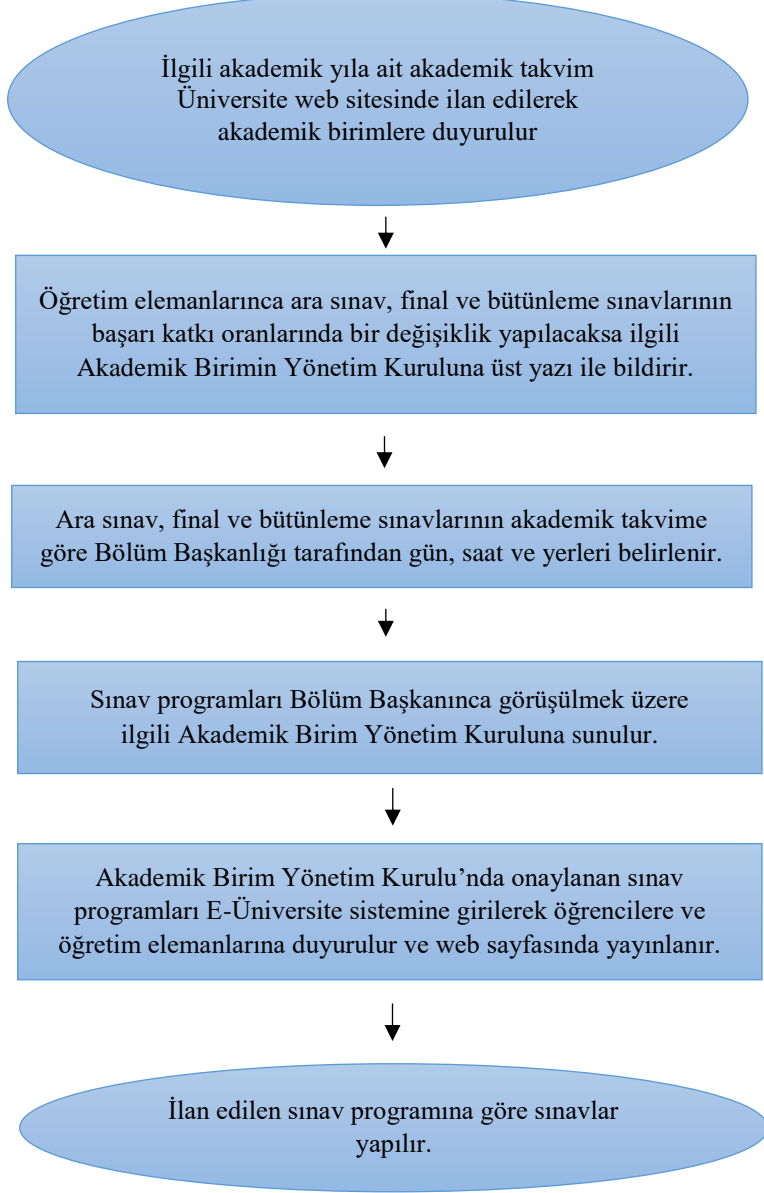 İlgili akademik yıla ait akademik takvim
Üniversite web sitesinde ilan edilerek
akademik birimlere duyurulur
Öğretim elemanlarınca ara sınav, final ve bütünleme sınavlarının
başarı katkı oranlarında bir değişiklik yapılacaksa ilgili
Akademik Birimin Yönetim Kuruluna üst yazı ile bildirir.
Ara sınav, final ve bütünleme sınavlarının akademik takvime
göre Bölüm Başkanlığı tarafından gün, saat ve yerleri belirlenir.
Sınav programları Bölüm Başkanınca görüşülmek üzere
ilgili Akademik Birim Yönetim Kuruluna sunulur.
Akademik Birim Yönetim Kurulu’nda onaylanan sınav
programları E-Üniversite sistemine girilerek öğrencilere ve
öğretim elemanlarına duyurulur ve web sayfasında yayınlanır.
İlan edilen sınav programına göre sınavlar
yapılır.